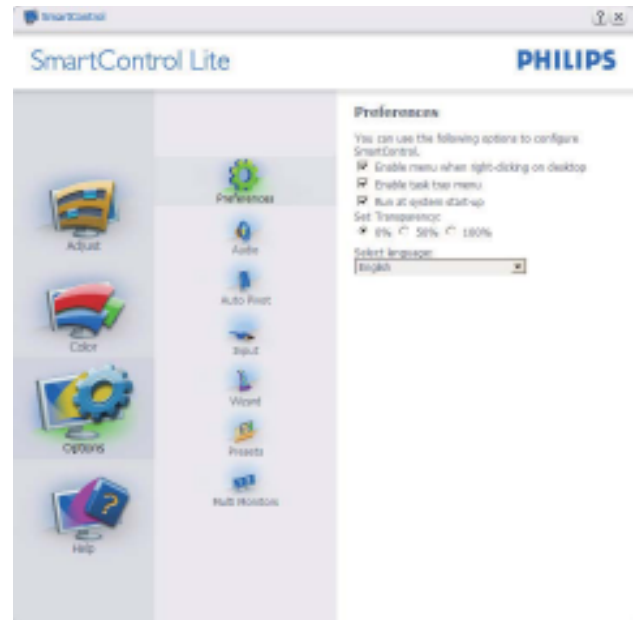 SmartControl
SmartControl Lite
PHILIPS
Adjust
Color
Options
Help
Preferences
Audio
Auto Pivot
Input
Wizard
Presets
Multi Monitors
Preferences
You can use the following options to configure
SmartControl.
Enable menu when right-clicking on desktop
Enable task tray menu
Run at system start-up
Set Transparency:
0% 50% 100%
Select language:
English